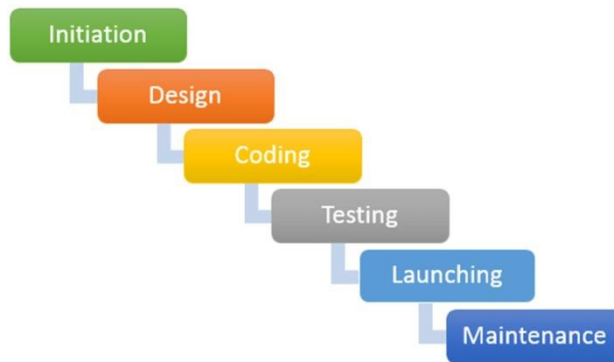 Initiation
Design
Coding
Testing
Launching
Maintenance